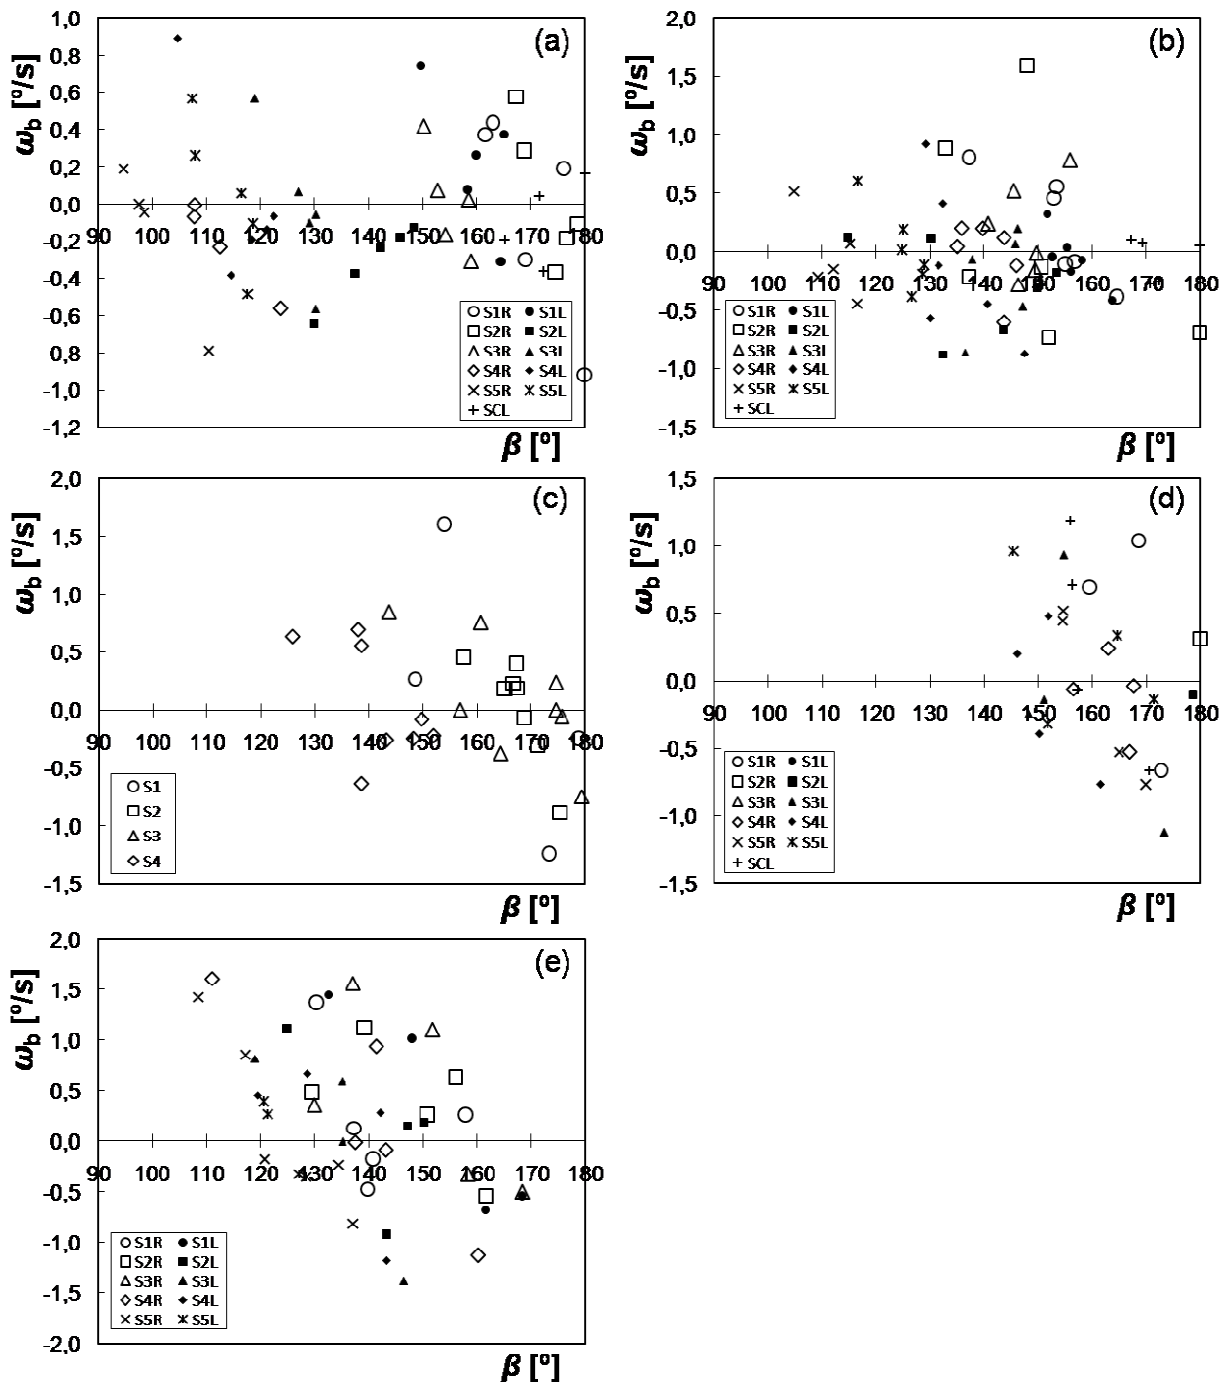 (a)
ω_b [º/s]
1,0
0,8
0,6
0,4
0,2
0,0
-0,2
-0,4
-0,6
-0,8
-1,0
-1,2
90 100 110 120 130 140 150 160 170 180
S1R S1L
S2R S2L
S3R S3L
S4R S4L
S5R S5L
SCL
β [º]
(b)
ω_b [º/s]
2,0
1,5
1,0
0,5
0,0
-0,5
-1,0
-1,5
90 100 110 120 130 140 150 160 170 180
S1R S1L
S2R S2L
S3R S3L
S4R S4L
S5R S5L
SCL
β [º]
(c)
ω_b [º/s]
2,0
1,5
1,0
0,5
0,0
-0,5
-1,0
-1,5
90 100 110 120 130 140 150 160 170 180
S1
S2
S3
S4
β [º]
(d)
ω_b [º/s]
1,5
1,0
0,5
0,0
-0,5
-1,0
-1,5
90 100 110 120 130 140 150 160 170 180
S1R S1L
S2R S2L
S3R S3L
S4R S4L
S5R S5L
SCL
β [º]
(e)
ω_b [º/s]
2,0
1,5
1,0
0,5
0,0
-0,5
-1,0
-1,5
-2,0
90 100 110 120 130 140 150 160 170 180
S1R S1L
S2R S2L
S3R S3L
S4R S4L
S5R S5L
β [º]